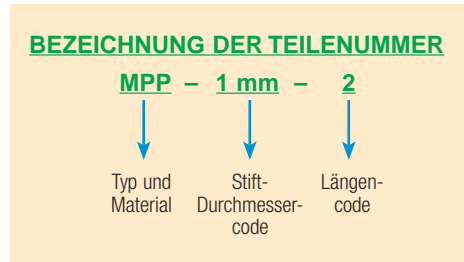 BEZEICHNUNG DER TEILENUMMER
MPP – 1 mm – 2
Typ und Material
Stift-Durchmesser-code
Längen-code